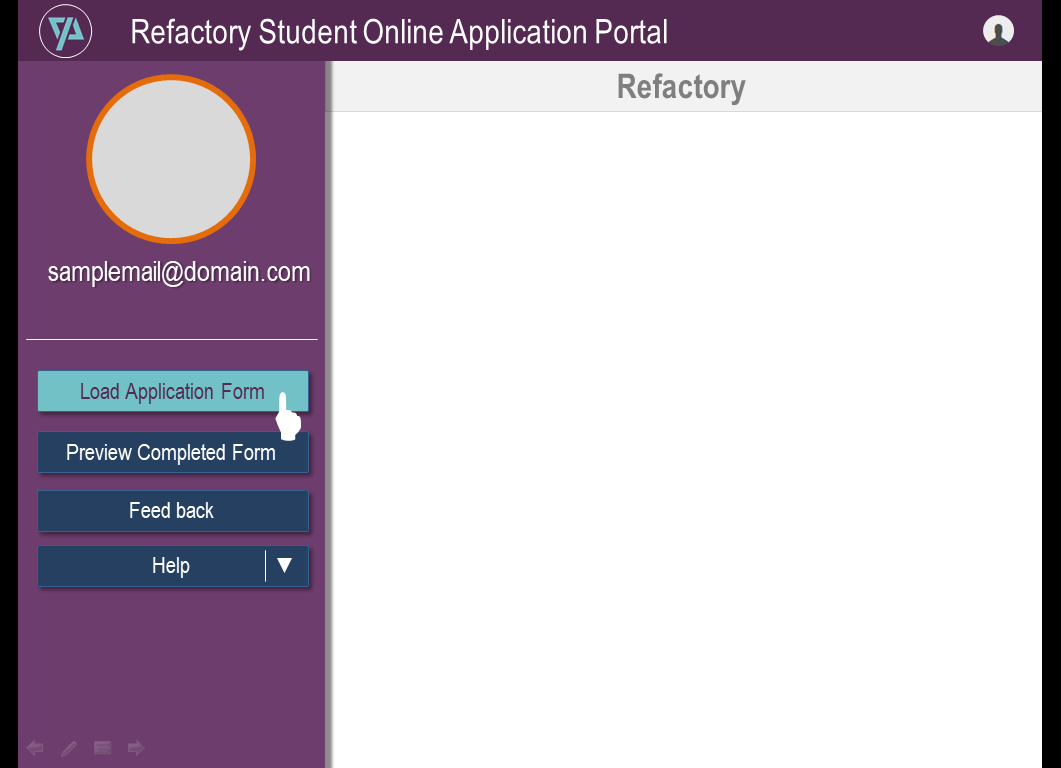 Refactory Student Online Application Portal
Refactory
samplemail@domain.com
Load Application Form
Preview Completed Form
Feed back
Help